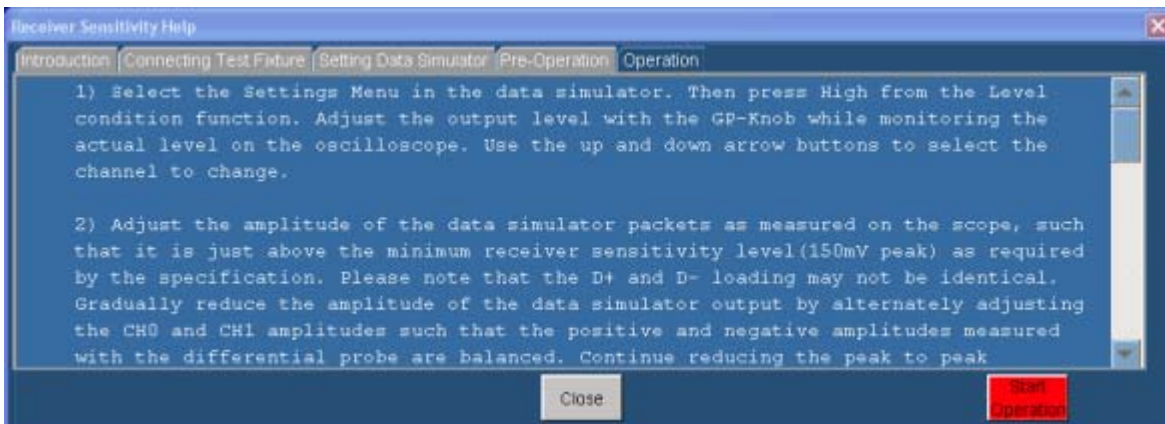 Receiver Sensitivity Help
Introduction Connecting Test Fixture Setting Data Simulator Pre-Operation Operation
1) Select the Settings Menu in the data simulator. Then press High from the Level
condition function. Adjust the output level with the GP-Knob while monitoring the
actual level on the oscilloscope. Use the up and down arrow buttons to select the
channel to change.
2) Adjust the amplitude of the data simulator packets as measured on the scope, such
that it is just above the minimum receiver sensitivity level(150mV peak) as required
by the specification. Please note that the D+ and D- loading may not be identical.
Gradually reduce the amplitude of the data simulator output by alternately adjusting
the CH0 and CH1 amplitudes such that the positive and negative amplitudes measured
with the differential probe are balanced. Continue reducing the peak to peak
Close
Start
Operation